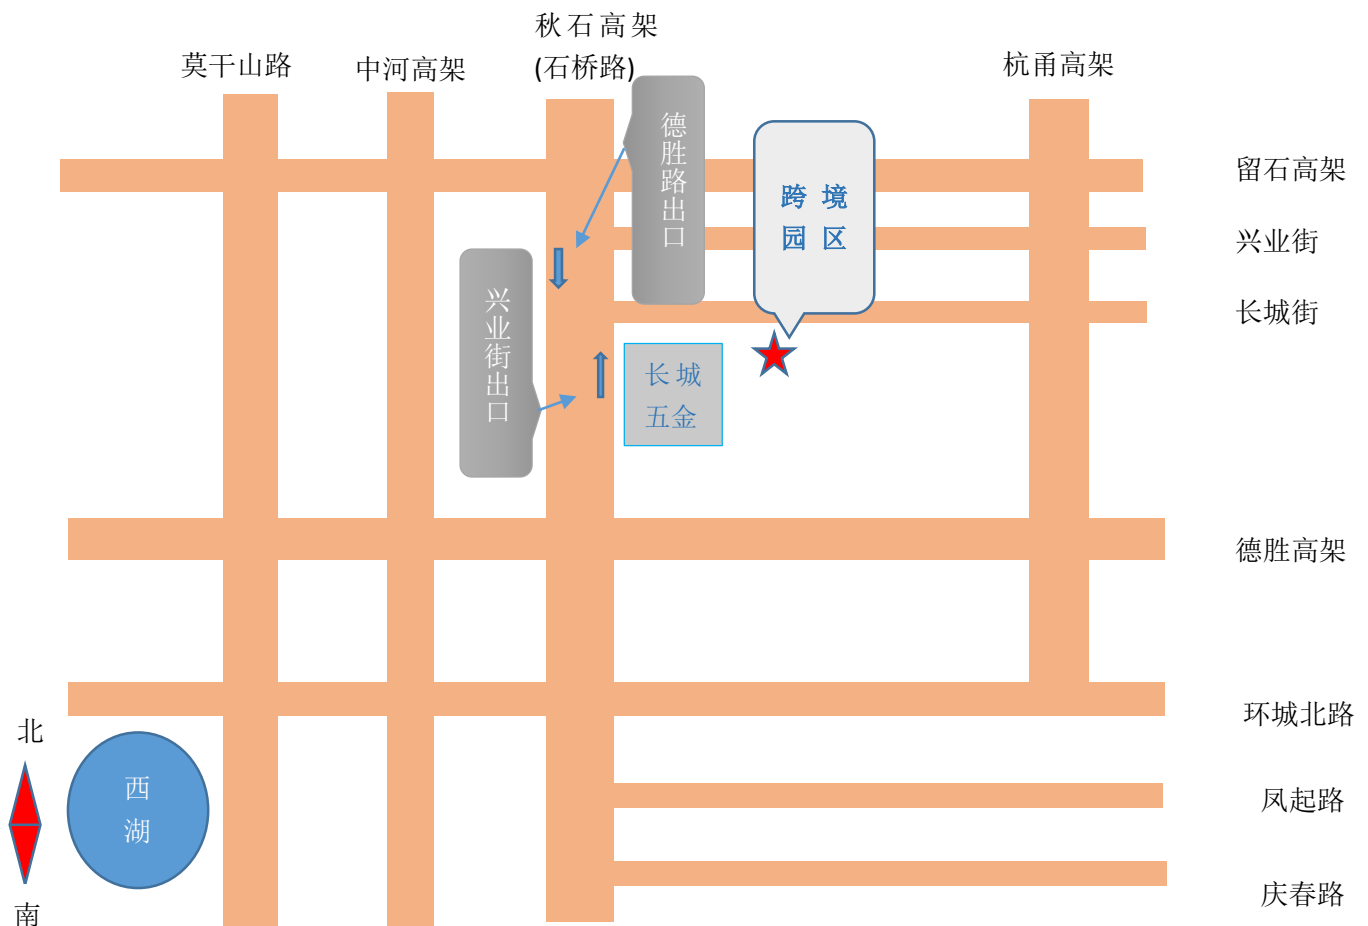 秋石高架
(石桥路)
莫干山路
中河高架
杭甬高架
德胜路出口
留石高架
跨境
园区
兴业街
兴业街出口
长城街
长城
五金
德胜高架
环城北路
北
西
湖
凤起路
庆春路
南